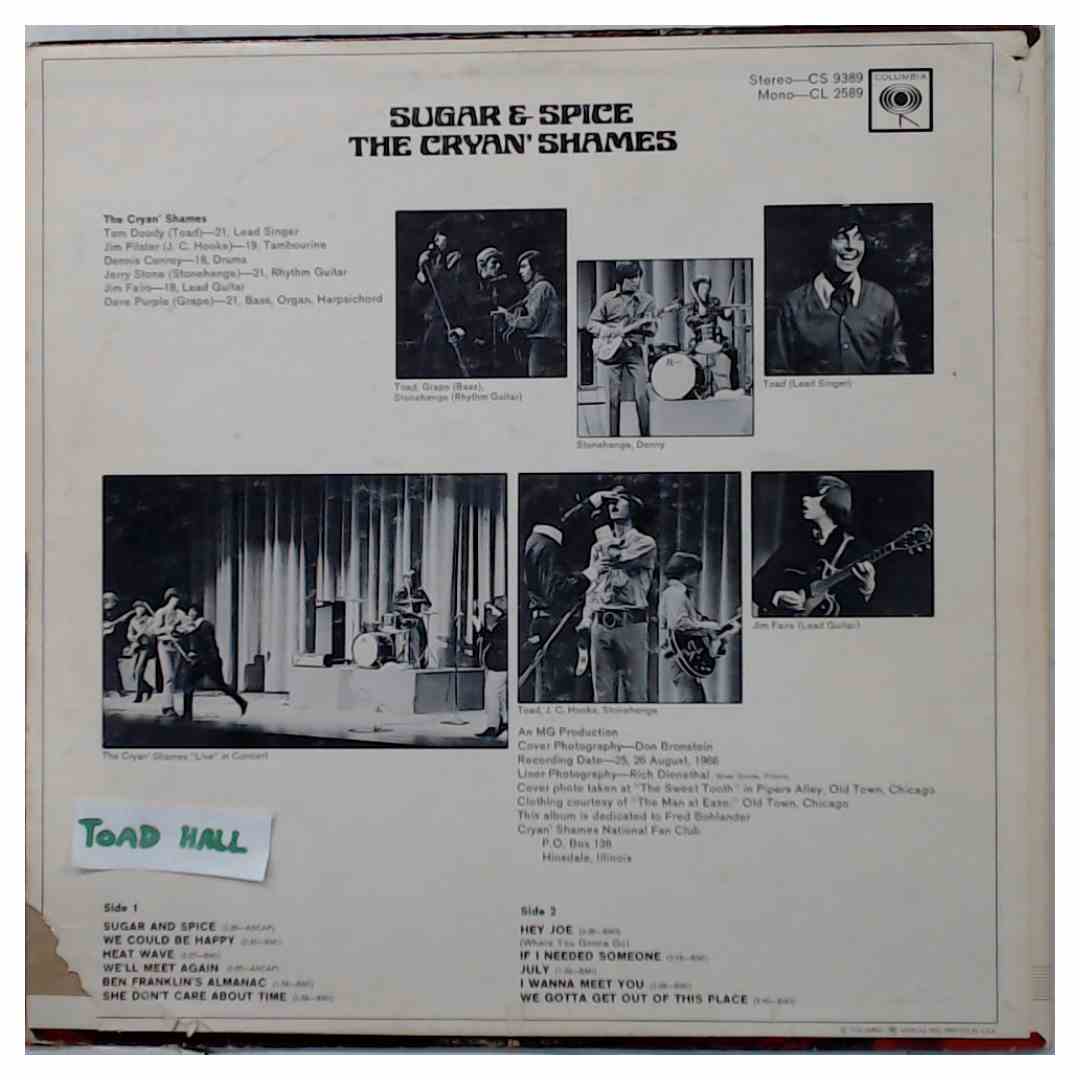 Stereo—CS 9389
Mono—CL 2589
COLUMBIA
SUGAR & SPICE
THE CRYAN' SHAMES
The Cryan' Shames
Tom Doody (Toad)—21, Lead Singer
Jim Pilster (J. C. Hooke)—19, Tambourine
Dennis Conroy—18, Drums
Jerry Stone (Stonehenge)—21, Rhythm Guitar
Jim Fairs—18, Lead Guitar
Dave Purple (Grape)—21, Bass, Organ, Harpsichord
Toad, Grape (Bass),
Stonehenge (Rhythm Guitar)
Stonehenge, Denny
Toad (Lead Singer)
The Cryan' Shames "Live" in Concert
Toad, J. C. Hooke, Stonehenge
Jim Fairs (Lead Guitar)
An MG Production
Cover Photography—Don Bronstein
Recording Date—25, 26 August, 1966
Liner Photography—Rich Dienethal
Cover photo taken at "The Sweet Tooth" in Pipers Alley, Old Town, Chicago
Clothing courtesy of "The Man at Ease," Old Town, Chicago
This album is dedicated to Fred Bohlander
Cryan' Shames National Fan Club
P.O. Box 136
Hinsdale, Illinois
TOAD HALL
Side 1
SUGAR AND SPICE
WE COULD BE HAPPY
HEAT WAVE
WE'LL MEET AGAIN
BEN FRANKLIN'S ALMANAC
SHE DON'T CARE ABOUT TIME
Side 2
HEY JOE
(Where You Gonna Go)
IF I NEEDED SOMEONE
JULY
I WANNA MEET YOU
WE GOTTA GET OUT OF THIS PLACE